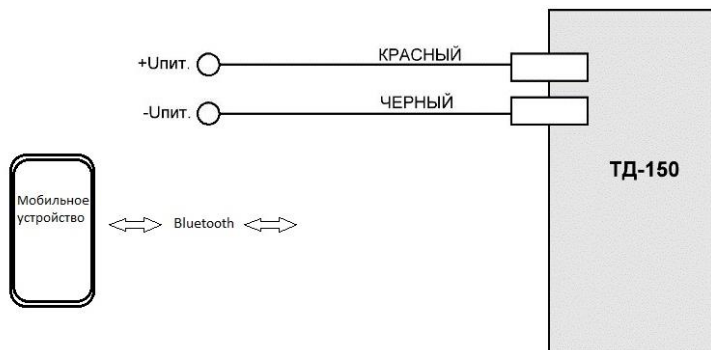 +Uпит.
КРАСНЫЙ
-Uпит.
ЧЕРНЫЙ
ТД-150
Мобильное
устройство
Bluetooth